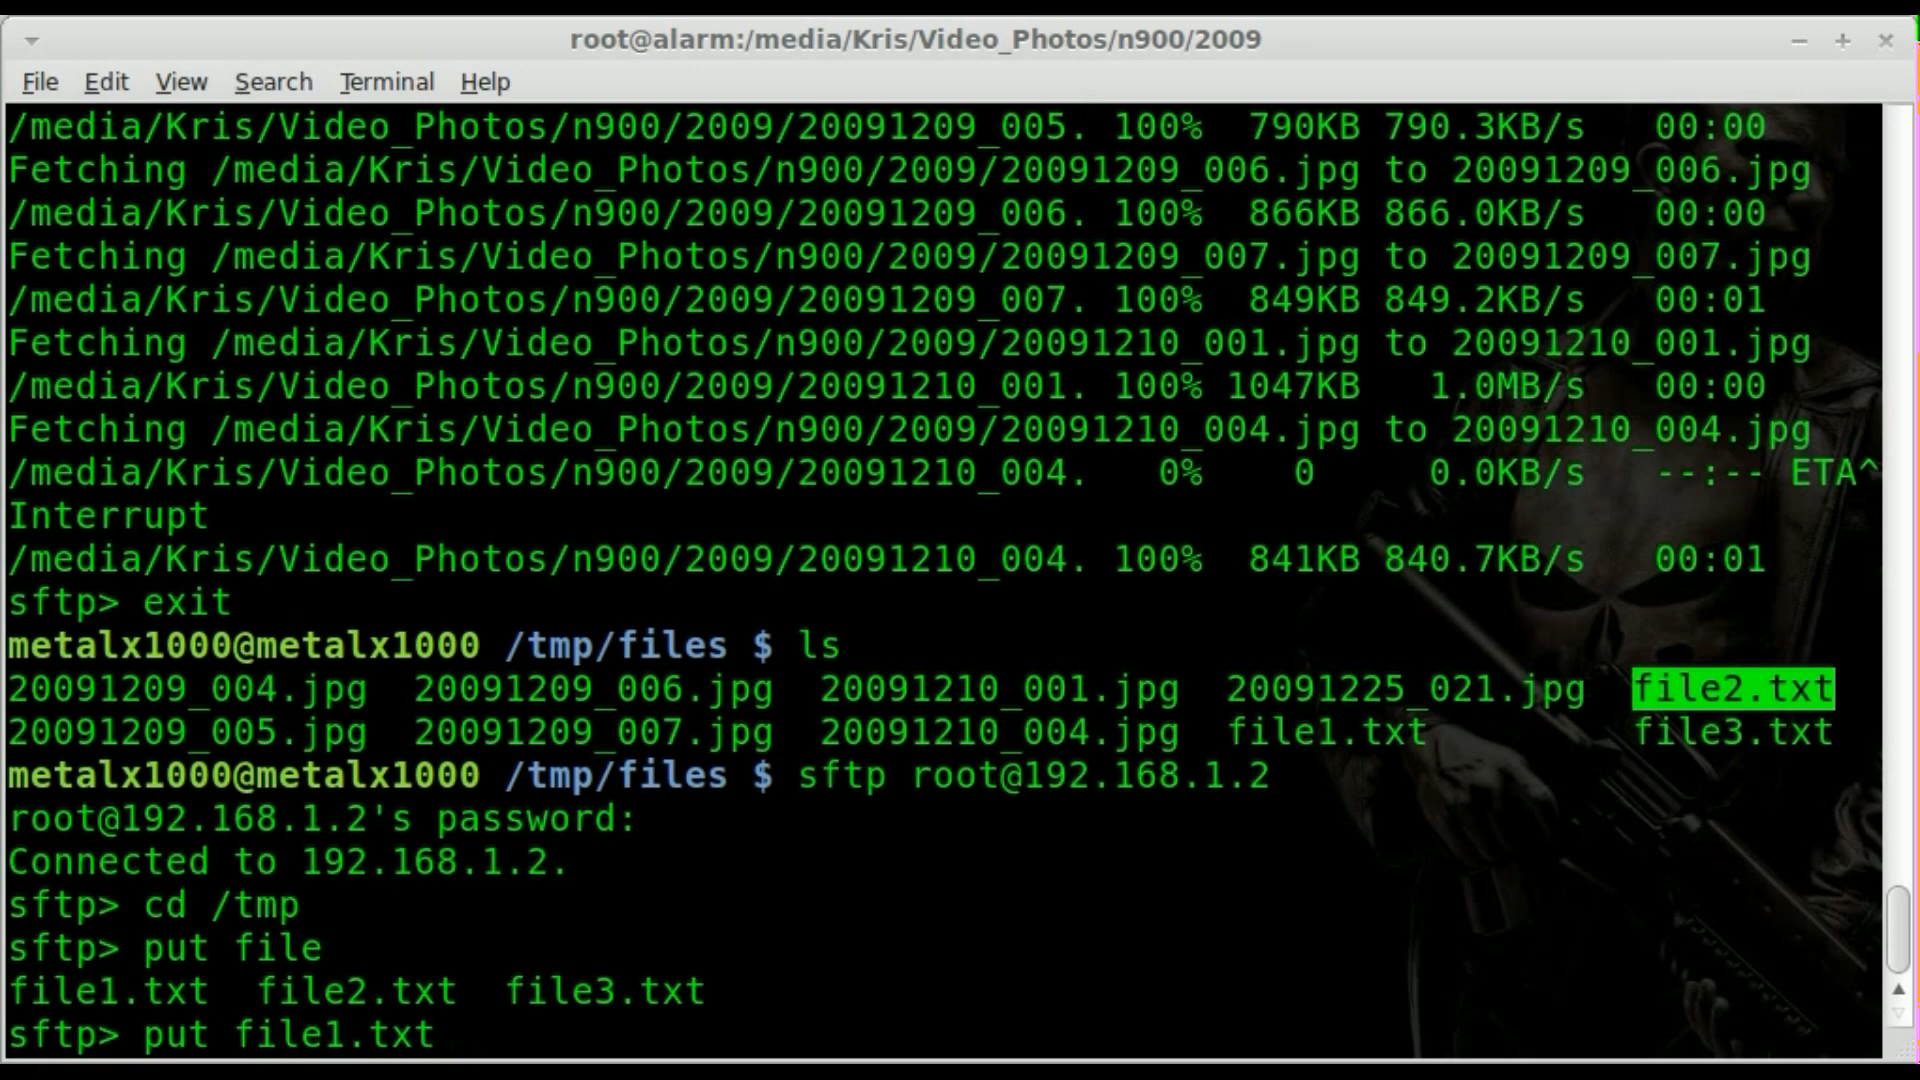 root@alarm:/media/Kris/Video_Photos/n900/2009
File Edit View Search Terminal Help
/media/Kris/Video_Photos/n900/2009/20091209_005. 100%  790KB 790.3KB/s   00:00
Fetching /media/Kris/Video_Photos/n900/2009/20091209_006.jpg to 20091209_006.jpg
/media/Kris/Video_Photos/n900/2009/20091209_006. 100%  866KB 866.0KB/s   00:00
Fetching /media/Kris/Video_Photos/n900/2009/20091209_007.jpg to 20091209_007.jpg
/media/Kris/Video_Photos/n900/2009/20091209_007. 100%  849KB 849.2KB/s   00:01
Fetching /media/Kris/Video_Photos/n900/2009/20091210_001.jpg to 20091210_001.jpg
/media/Kris/Video_Photos/n900/2009/20091210_001. 100% 1047KB   1.0MB/s   00:00
Fetching /media/Kris/Video_Photos/n900/2009/20091210_004.jpg to 20091210_004.jpg
/media/Kris/Video_Photos/n900/2009/20091210_004.   0%    0     0.0KB/s   --:-- ETA^
Interrupt
/media/Kris/Video_Photos/n900/2009/20091210_004. 100%  841KB 840.7KB/s   00:01
sftp> exit
metalx1000@metalx1000 /tmp/files $ ls
20091209_004.jpg  20091209_006.jpg  20091210_001.jpg  20091225_021.jpg  file2.txt
20091209_005.jpg  20091209_007.jpg  20091210_004.jpg  file1.txt         file3.txt
metalx1000@metalx1000 /tmp/files $ sftp root@192.168.1.2
root@192.168.1.2's password:
Connected to 192.168.1.2.
sftp> cd /tmp
sftp> put file
file1.txt  file2.txt  file3.txt
sftp> put file1.txt